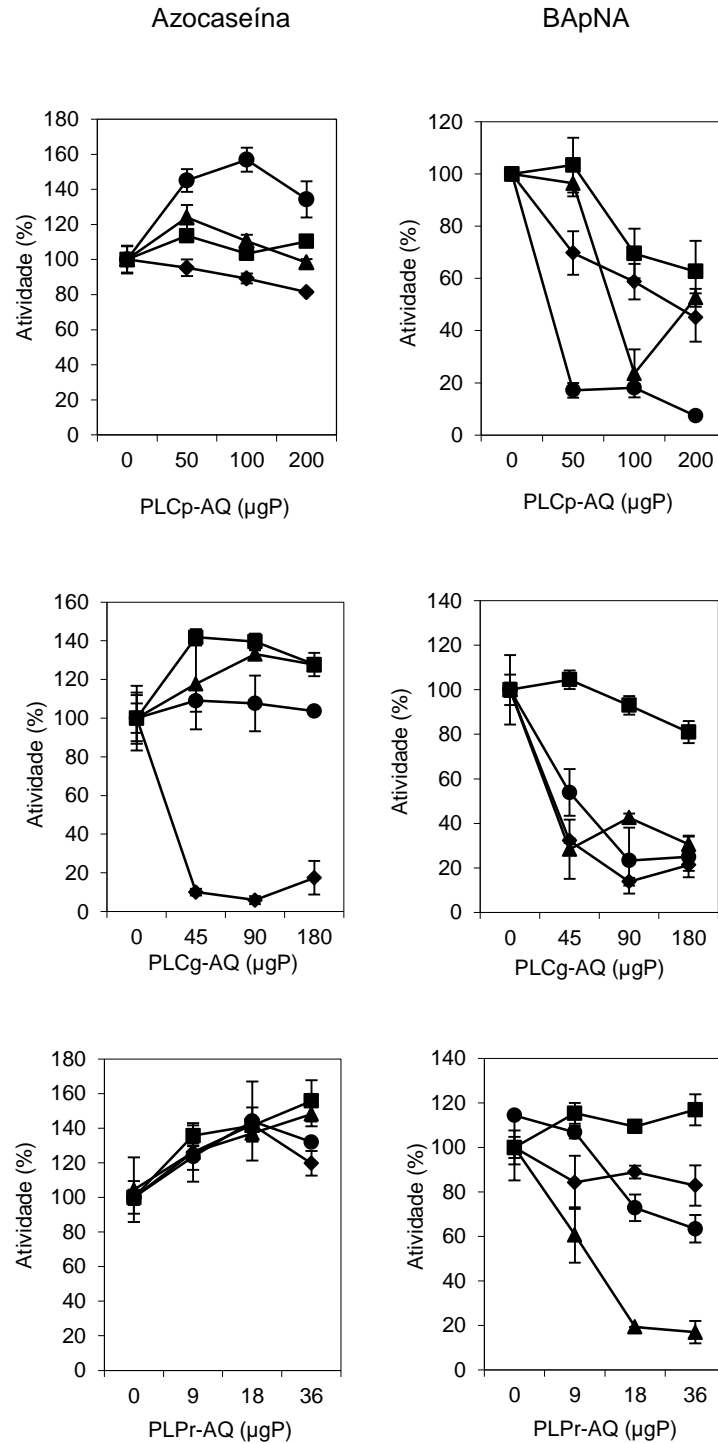 Azocaseína
BApNA
Atividade (%)
180
160
140
120
100
80
60
40
20
0
0 50 100 200
PLCp-AQ (µgP)
Atividade (%)
120
100
80
60
40
20
0
0 50 100 200
PLCp-AQ (µgP)
Atividade (%)
160
140
120
100
80
60
40
20
0
0 45 90 180
PLCg-AQ (µgP)
Atividade (%)
140
120
100
80
60
40
20
0
0 45 90 180
PLCg-AQ (µgP)
Atividade (%)
180
160
140
120
100
80
60
40
20
0
0 9 18 36
PLPr-AQ (µgP)
Atividade (%)
140
120
100
80
60
40
20
0
0 9 18 36
PLPr-AQ (µgP)